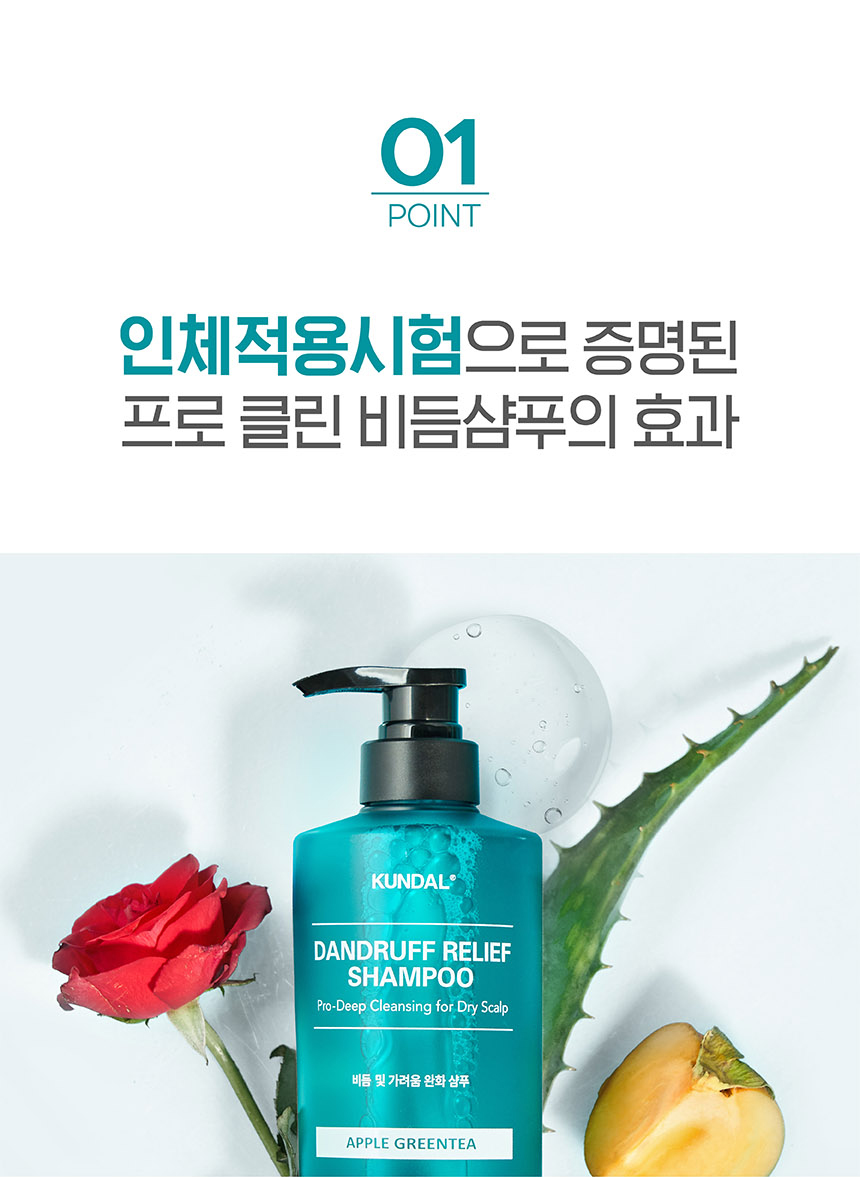 01
POINT
인체적용시험으로 증명된
프로 클린 비듬샴푸의 효과
KUNDAL®
DANDRUFF RELIEF
SHAMPOO
Pro-Deep Cleansing for Dry Scalp
비듬 및 가려움 완화 샴푸
APPLE GREENTEA